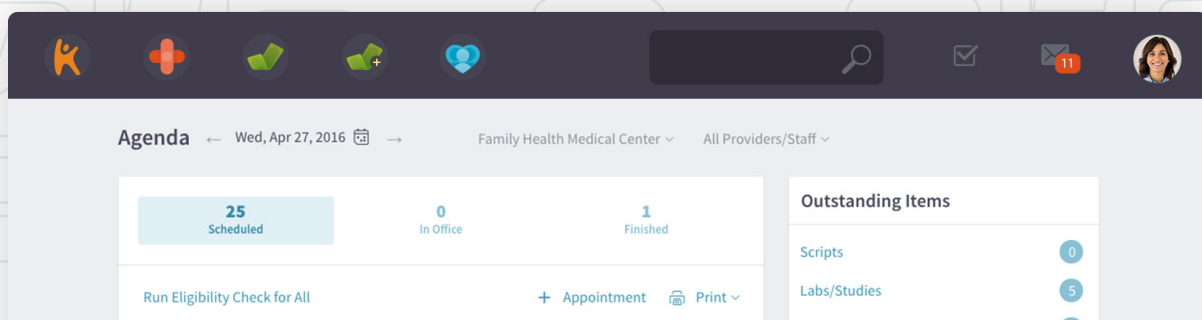 11
Agenda ← Wed, Apr 27, 2016 → Family Health Medical Center All Providers/Staff
25 0 1
Scheduled In Office Finished
Run Eligibility Check for All + Appointment Print
Outstanding Items
Scripts 0
Labs/Studies 5